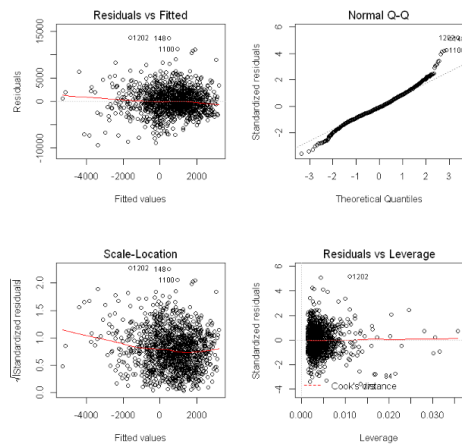 Residuals vs Fitted
Residuals
-10000 0 5000 15000
1202
148
1100
-4000 -2000 0 2000
Fitted values
Normal Q-Q
Standardized residuals
-2 0 2 4 6
-3 -2 -1 0 1 2 3
Theoretical Quantiles
Scale-Location
√|Standardized residuals|
0.0 0.5 1.0 1.5 2.0
1202
148
1100
-4000 -2000 0 2000
Fitted values
Residuals vs Leverage
Standardized residuals
-4 -2 0 2 4 6
1202
84
Cook's distance
0.000 0.010 0.020 0.030
Leverage